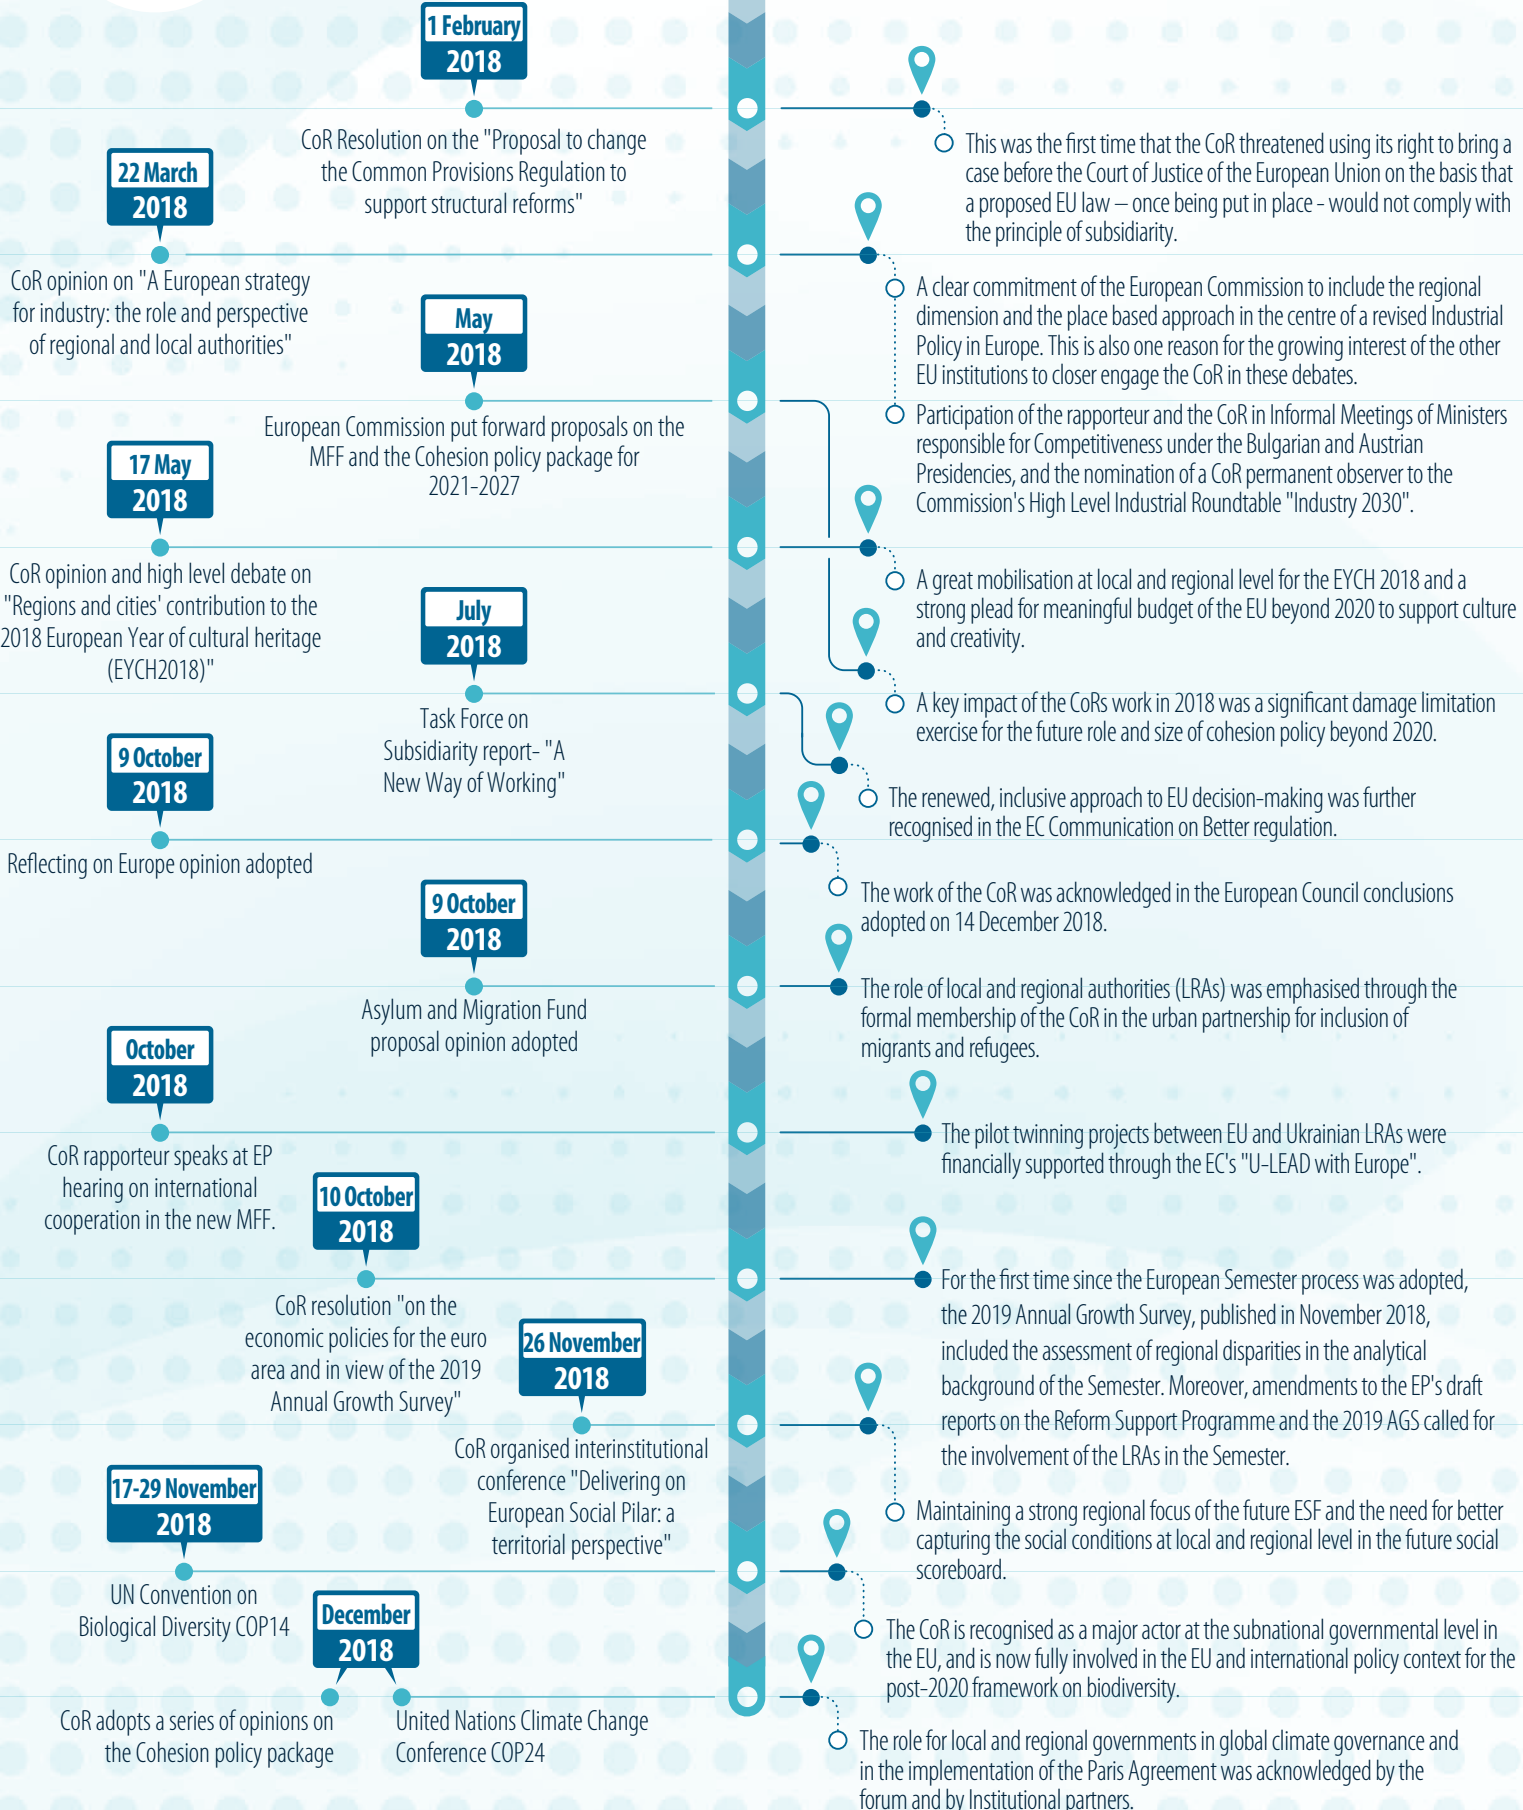 1 February
2018
CoR Resolution on the "Proposal to change
the Common Provisions Regulation to
support structural reforms"
This was the first time that the CoR threatened using its right to bring a
case before the Court of Justice of the European Union on the basis that
a proposed EU law – once being put in place - would not comply with
the principle of subsidiarity.
22 March
2018
CoR opinion on "A European strategy
for industry: the role and perspective
of regional and local authorities"
A clear commitment of the European Commission to include the regional
dimension and the place based approach in the centre of a revised Industrial
Policy in Europe. This is also one reason for the growing interest of the other
EU institutions to closer engage the CoR in these debates.
Participation of the rapporteur and the CoR in Informal Meetings of Ministers
responsible for Competitiveness under the Bulgarian and Austrian
Presidencies, and the nomination of a CoR permanent observer to the
Commission's High Level Industrial Roundtable "Industry 2030".
May
2018
European Commission put forward proposals on the
MFF and the Cohesion policy package for
2021-2027
17 May
2018
CoR opinion and high level debate on
"Regions and cities' contribution to the
2018 European Year of cultural heritage
(EYCH2018)"
A great mobilisation at local and regional level for the EYCH 2018 and a
strong plead for meaningful budget of the EU beyond 2020 to support culture
and creativity.
A key impact of the CoRs work in 2018 was a significant damage limitation
exercise for the future role and size of cohesion policy beyond 2020.
July
2018
Task Force on
Subsidiarity report- "A
New Way of Working"
The renewed, inclusive approach to EU decision-making was further
recognised in the EC Communication on Better regulation.
9 October
2018
Reflecting on Europe opinion adopted
The work of the CoR was acknowledged in the European Council conclusions
adopted on 14 December 2018.
9 October
2018
Asylum and Migration Fund
proposal opinion adopted
The role of local and regional authorities (LRAs) was emphasised through the
formal membership of the CoR in the urban partnership for inclusion of
migrants and refugees.
October
2018
CoR rapporteur speaks at EP
hearing on international
cooperation in the new MFF.
The pilot twinning projects between EU and Ukrainian LRAs were
financially supported through the EC's "U-LEAD with Europe".
10 October
2018
CoR resolution "on the
economic policies for the euro
area and in view of the 2019
Annual Growth Survey"
For the first time since the European Semester process was adopted,
the 2019 Annual Growth Survey, published in November 2018,
included the assessment of regional disparities in the analytical
background of the Semester. Moreover, amendments to the EP's draft
reports on the Reform Support Programme and the 2019 AGS called for
the involvement of the LRAs in the Semester.
26 November
2018
CoR organised interinstitutional
conference "Delivering on
European Social Pilar: a
territorial perspective"
Maintaining a strong regional focus of the future ESF and the need for better
capturing the social conditions at local and regional level in the future social
scoreboard.
17-29 November
2018
UN Convention on
Biological Diversity COP14
The CoR is recognised as a major actor at the subnational governmental level in
the EU, and is now fully involved in the EU and international policy context for the
post-2020 framework on biodiversity.
December
2018
CoR adopts a series of opinions on
the Cohesion policy package
United Nations Climate Change
Conference COP24
The role for local and regional governments in global climate governance and
in the implementation of the Paris Agreement was acknowledged by the
forum and by Institutional partners.